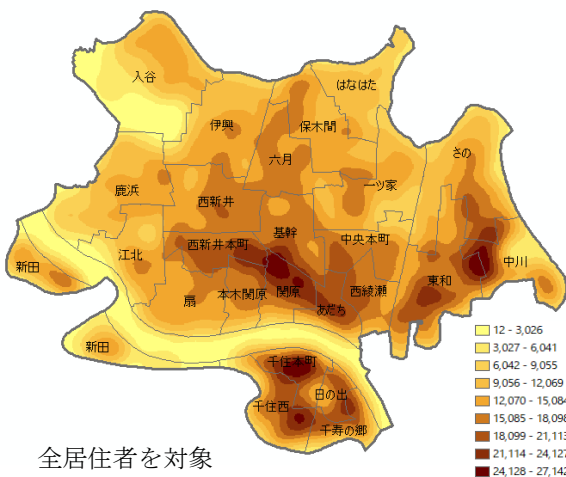 入谷
はなはた
伊興
保木間
さの
六月
鹿浜
一ツ家
西新井
基幹
西新井本町
中央本町
江北
新田
中川
東和
扇
本木関原
関原
西綾瀬
あだち
新田
千住本町
日の出
千住西
千寿の郷
12 - 3,026
3,027 - 6,041
6,042 - 9,055
9,056 - 12,069
12,070 - 15,084
15,085 - 18,098
18,099 - 21,113
21,114 - 24,127
24,128 - 27,142
全居住者を対象